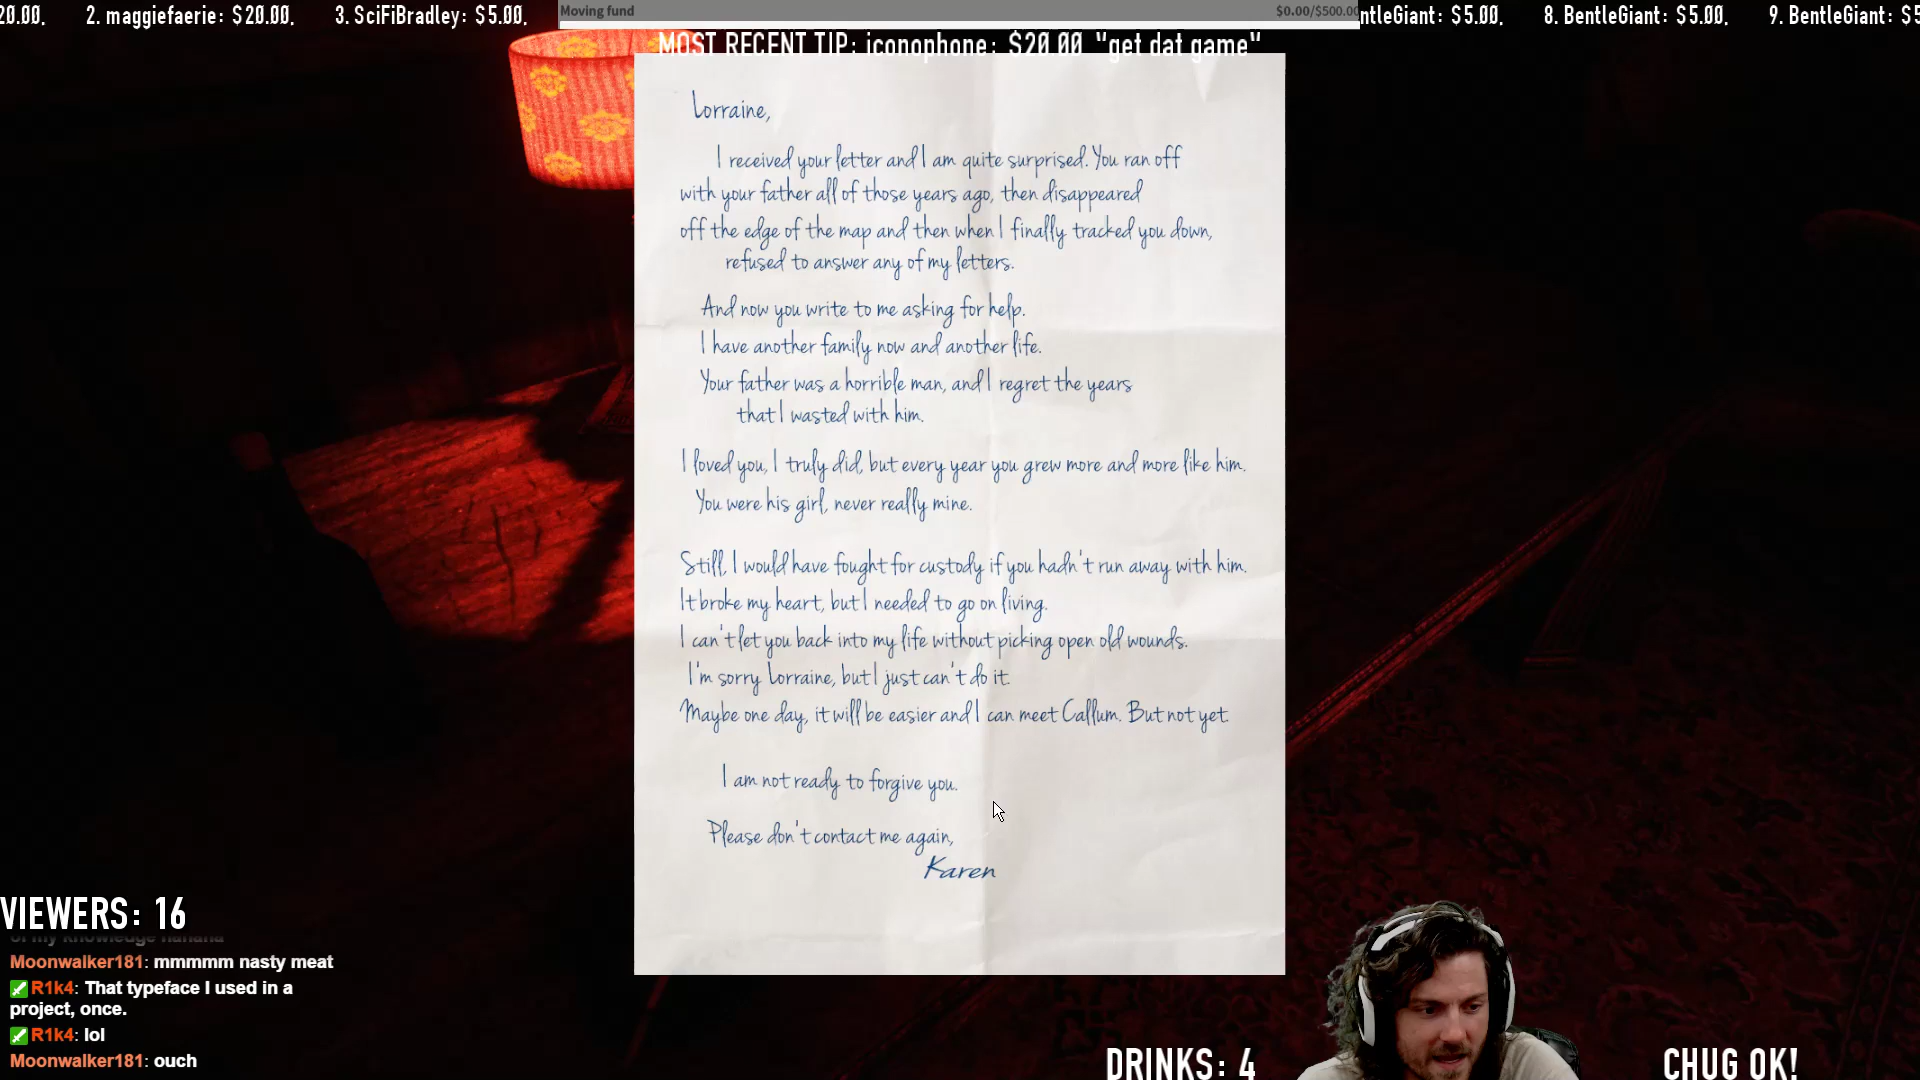 20.00, 2. maggiefaerie: $20.00, 3. SciFiBradley: $5.00,
Moving fund $0.00/$500.00
ntleGiant: $5.00, 8. BentleGiant: $5.00, 9. BentleGiant: $5
MOST RECENT TIP: iconophone: $20.00 "get dat game"
Lorraine,
I received your letter and I am quite surprised. You ran off
with your father all of those years ago, then disappeared
off the edge of the map and then when I finally tracked you down,
refused to answer any of my letters.
And now you write to me asking for help.
I have another family now and another life.
Your father was a horrible man, and I regret the years
that I wasted with him.
I loved you, I truly did, but every year you grew more and more like him.
You were his girl, never really mine.
Still, I would have fought for custody if you hadn't run away with him.
It broke my heart, but I needed to go on living.
I can't let you back into my life without picking open old wounds.
I'm sorry Lorraine, but I just can't do it.
Maybe one day, it will be easier and I can meet Callum. But not yet.
I am not ready to forgive you.
Please don't contact me again,
Karen
VIEWERS: 16
of my knowledge hahaha
Moonwalker181: mmmmm nasty meat
R1k4: That typeface I used in a
project, once.
R1k4: lol
Moonwalker181: ouch
DRINKS: 4
CHUG OK!